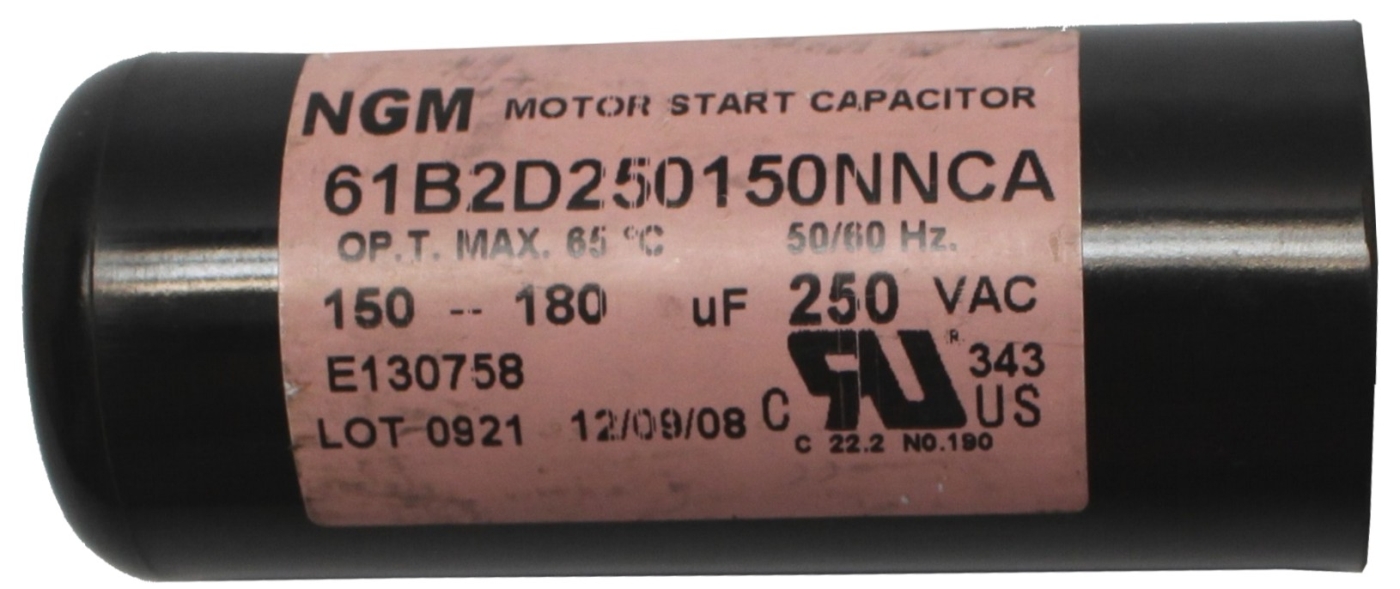 NGM MOTOR START CAPACITOR
61B2D250150NNCA
OP.T. MAX. 65 °C 50/60 Hz.
150 -- 180 uF 250 VAC
E130758
LOT 0921 12/09/08
C RU ® 343
US
C 22.2 NO.190